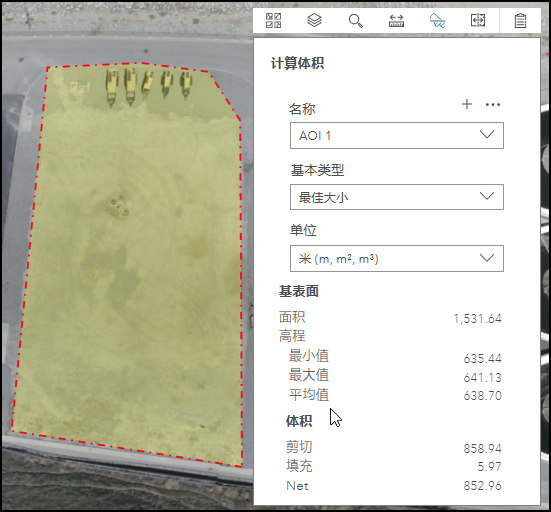 计算体积
名称
AOI 1
基本类型
最佳大小
单位
米 (m, m², m³)
基表面
面积 1,531.64
高程
最小值 635.44
最大值 641.13
平均值 638.70
体积
剪切 858.94
填充 5.97
Net 852.96